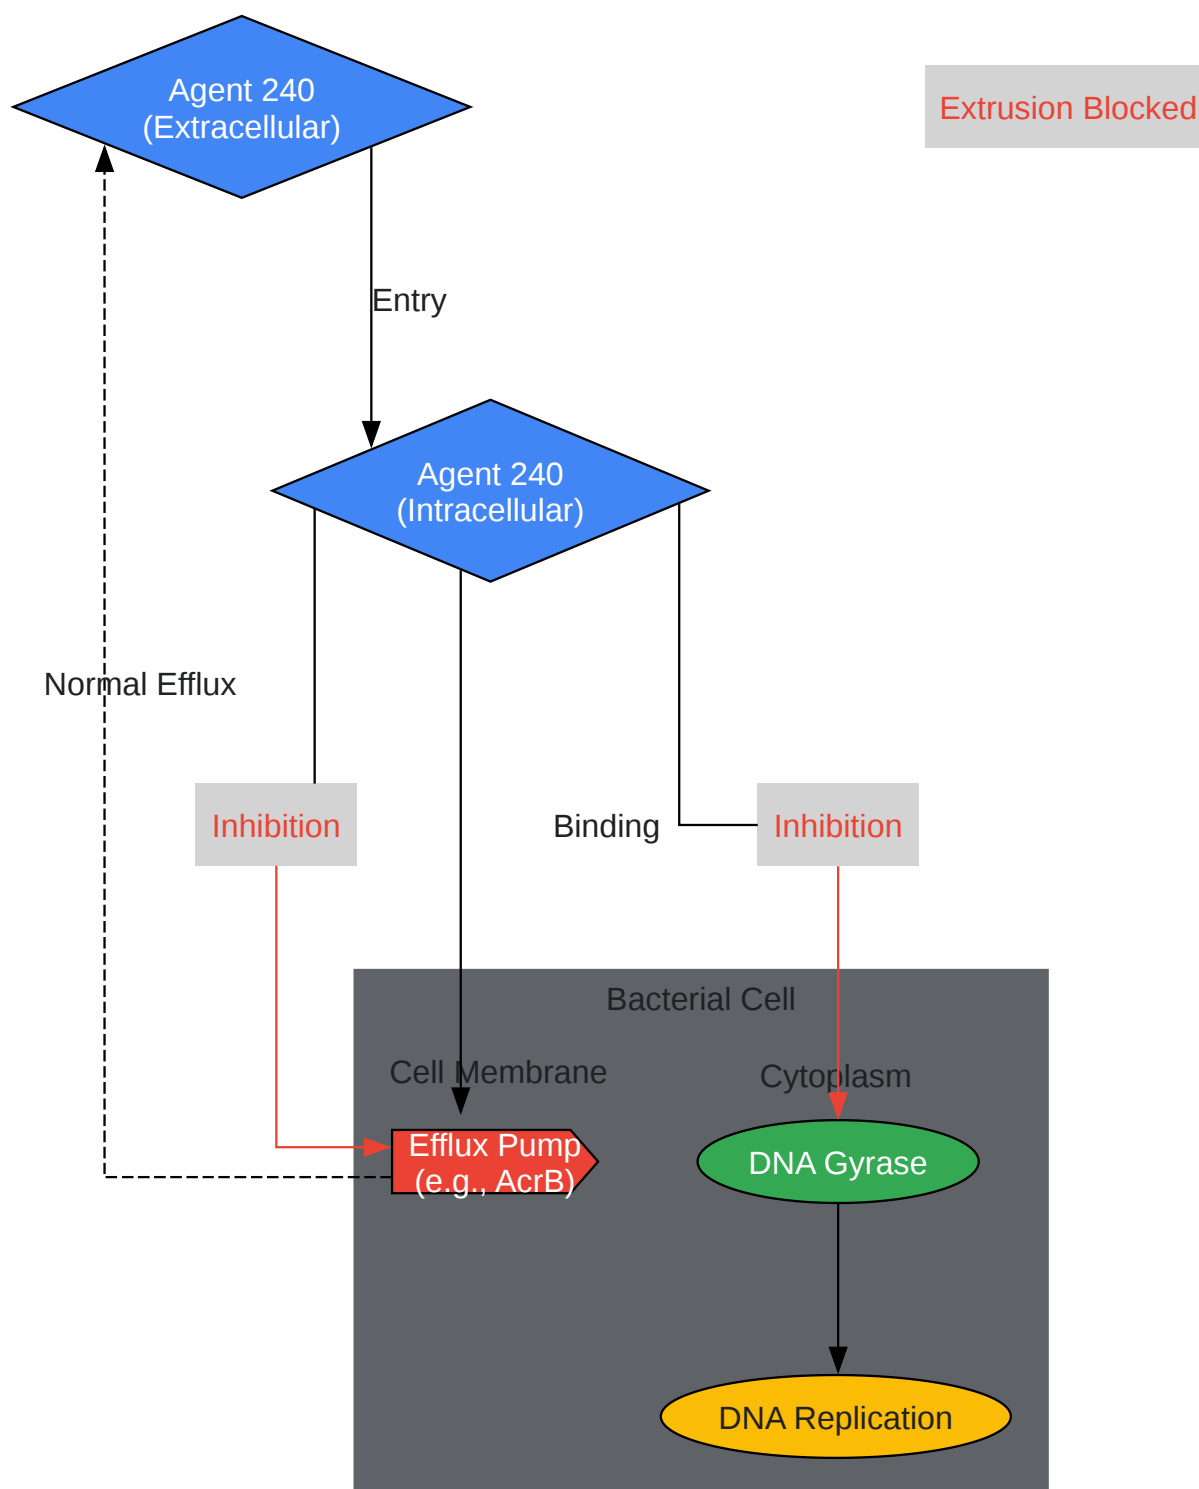 Agent 240
(Extracellular)
Extrusion Blocked
Entry
Agent 240
(Intracellular)
Normal Efflux
Inhibition
Binding
Inhibition
Bacterial Cell
Cell Membrane
Cytoplasm
Efflux Pump
(e.g., AcrB)
DNA Gyrase
DNA Replication